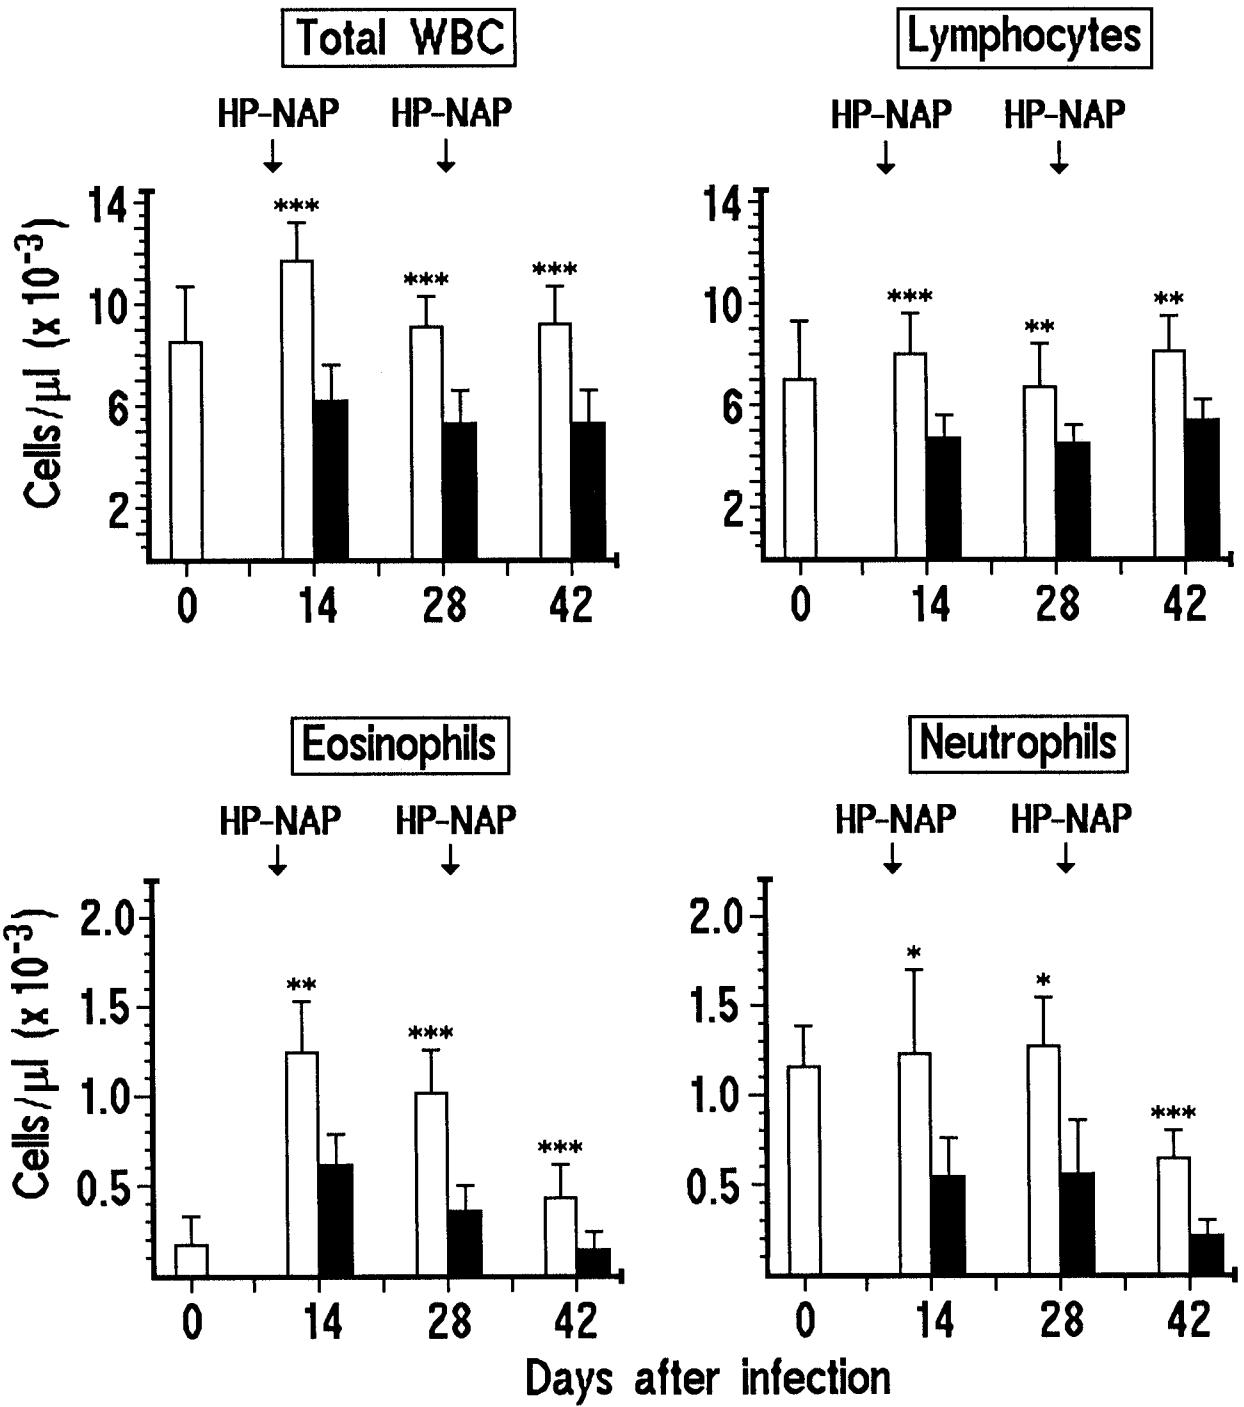 Total WBC
HP-NAP HP-NAP
Cells/μl (x 10⁻³)
14
10
6
2
***
***
***
0 14 28 42
Lymphocytes
HP-NAP HP-NAP
14
10
6
2
***
**
**
0 14 28 42
Eosinophils
HP-NAP HP-NAP
Cells/μl (x 10⁻³)
2.0
1.5
1.0
0.5
**
***
***
0 14 28 42
Neutrophils
HP-NAP HP-NAP
2.0
1.5
1.0
0.5
*
*
***
0 14 28 42
Days after infection